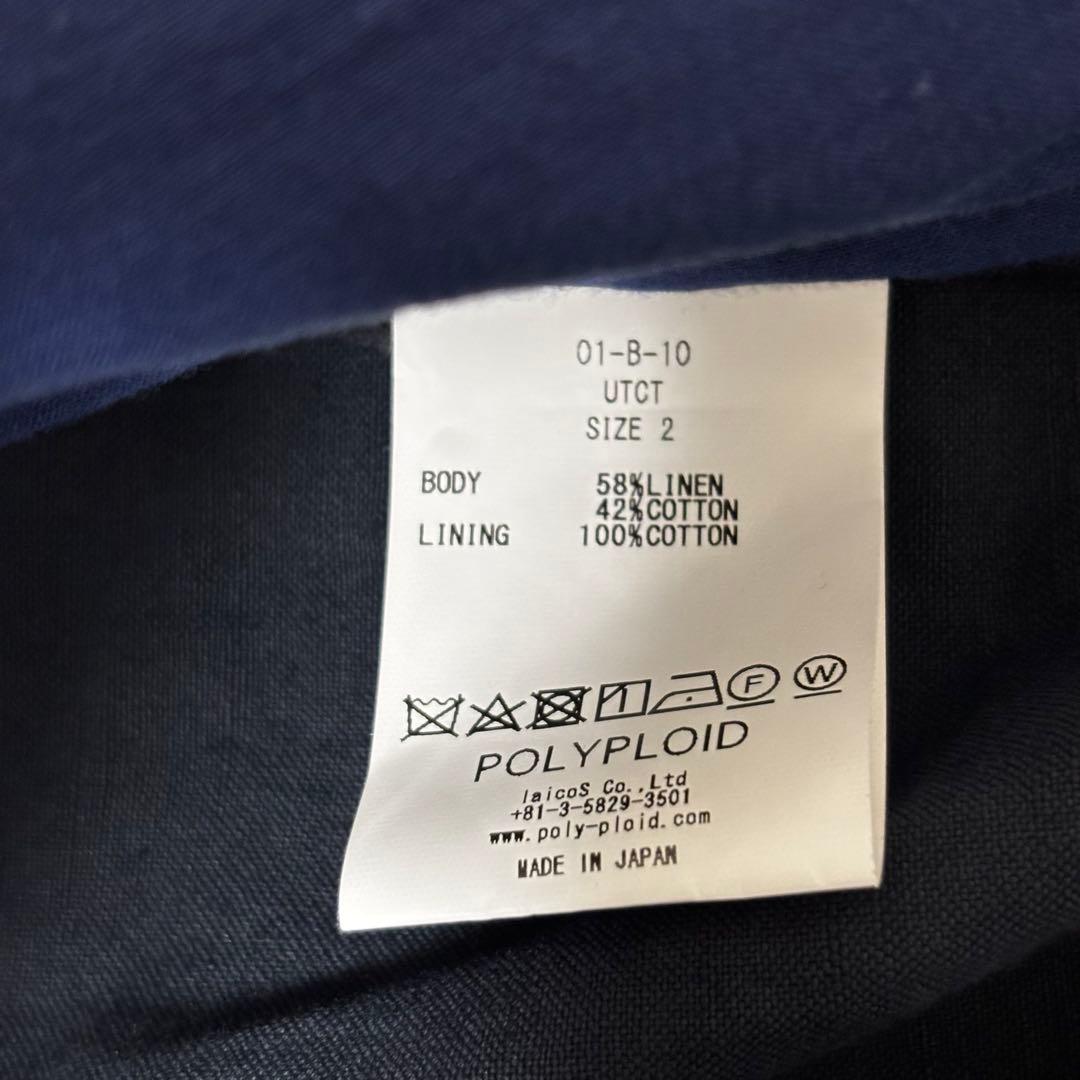 01-B-10
UTCT
SIZE 2
BODY 58%LINEN
42%COTTON
LINING 100%COTTON
F W
POLYPLOID
laicoS Co.,Ltd
+81-3-5829-3501
www.poly-ploid.com
MADE IN JAPAN